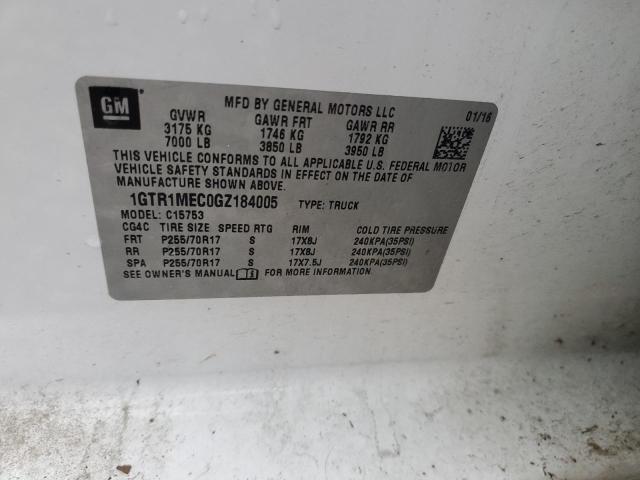 GM
MFD BY GENERAL MOTORS LLC 01/16
GVWR GAWR FRT GAWR RR
3175 KG 1746 KG 1792 KG
7000 LB 3850 LB 3950 LB
THIS VEHICLE CONFORMS TO ALL APPLICABLE U.S. FEDERAL MOTOR
VEHICLE SAFETY STANDARDS IN EFFECT ON THE DATE OF
MANUFACTURE SHOWN ABOVE.
1GTR1MEC0GZ184005 TYPE: TRUCK
MODEL: C15753
CG4C TIRE SIZE SPEED RTG RIM COLD TIRE PRESSURE
FRT P255/70R17 S 17X8J 240KPA(35PSI)
RR P255/70R17 S 17X8J 240KPA(35PSI)
SPA P255/70R17 S 17X7.5J 240KPA(35PSI)
SEE OWNER'S MANUAL FOR MORE INFORMATION